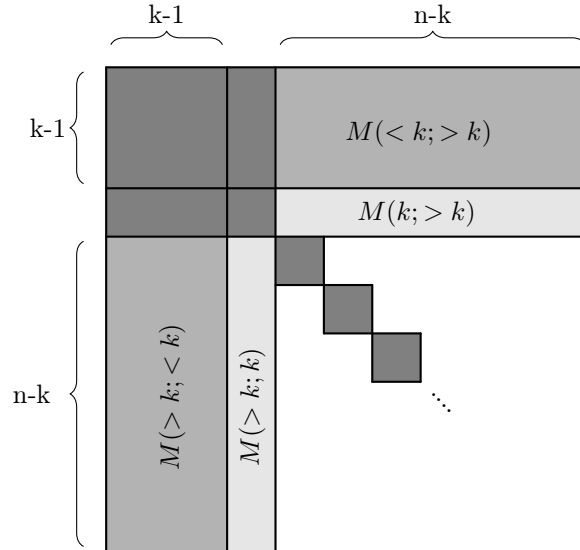 k-1
n-k
k-1
M(< k; > k)
M(k; > k)
n-k
M(> k; < k)
M(> k; k)